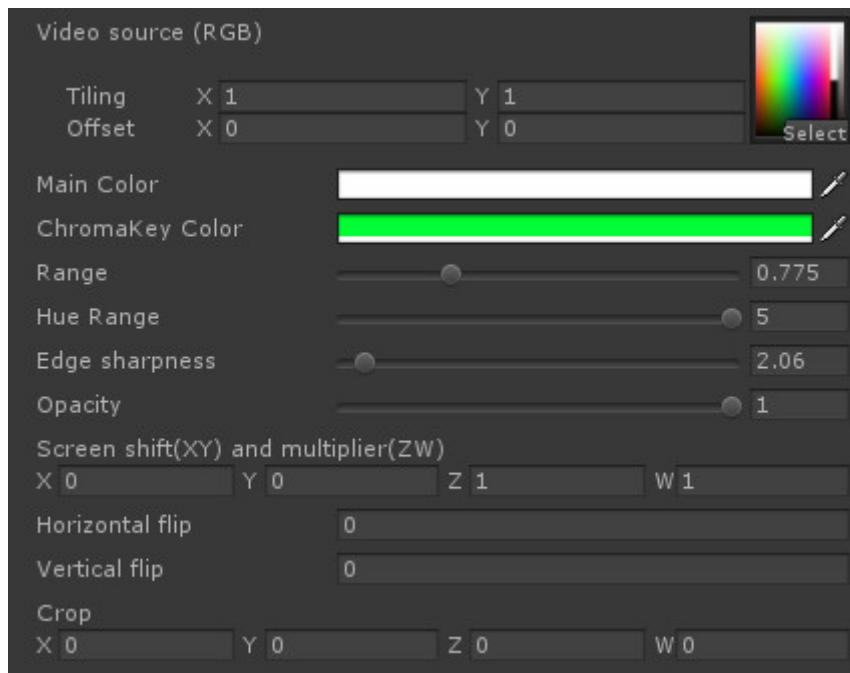 Video source (RGB)
Tiling X 1 Y 1
Offset X 0 Y 0
Select
Main Color
ChromaKey Color
Range 0.775
Hue Range 5
Edge sharpness 2.06
Opacity 1
Screen shift(XY) and multiplier(ZW)
X 0 Y 0 Z 1 W 1
Horizontal flip 0
Vertical flip 0
Crop
X 0 Y 0 Z 0 W 0